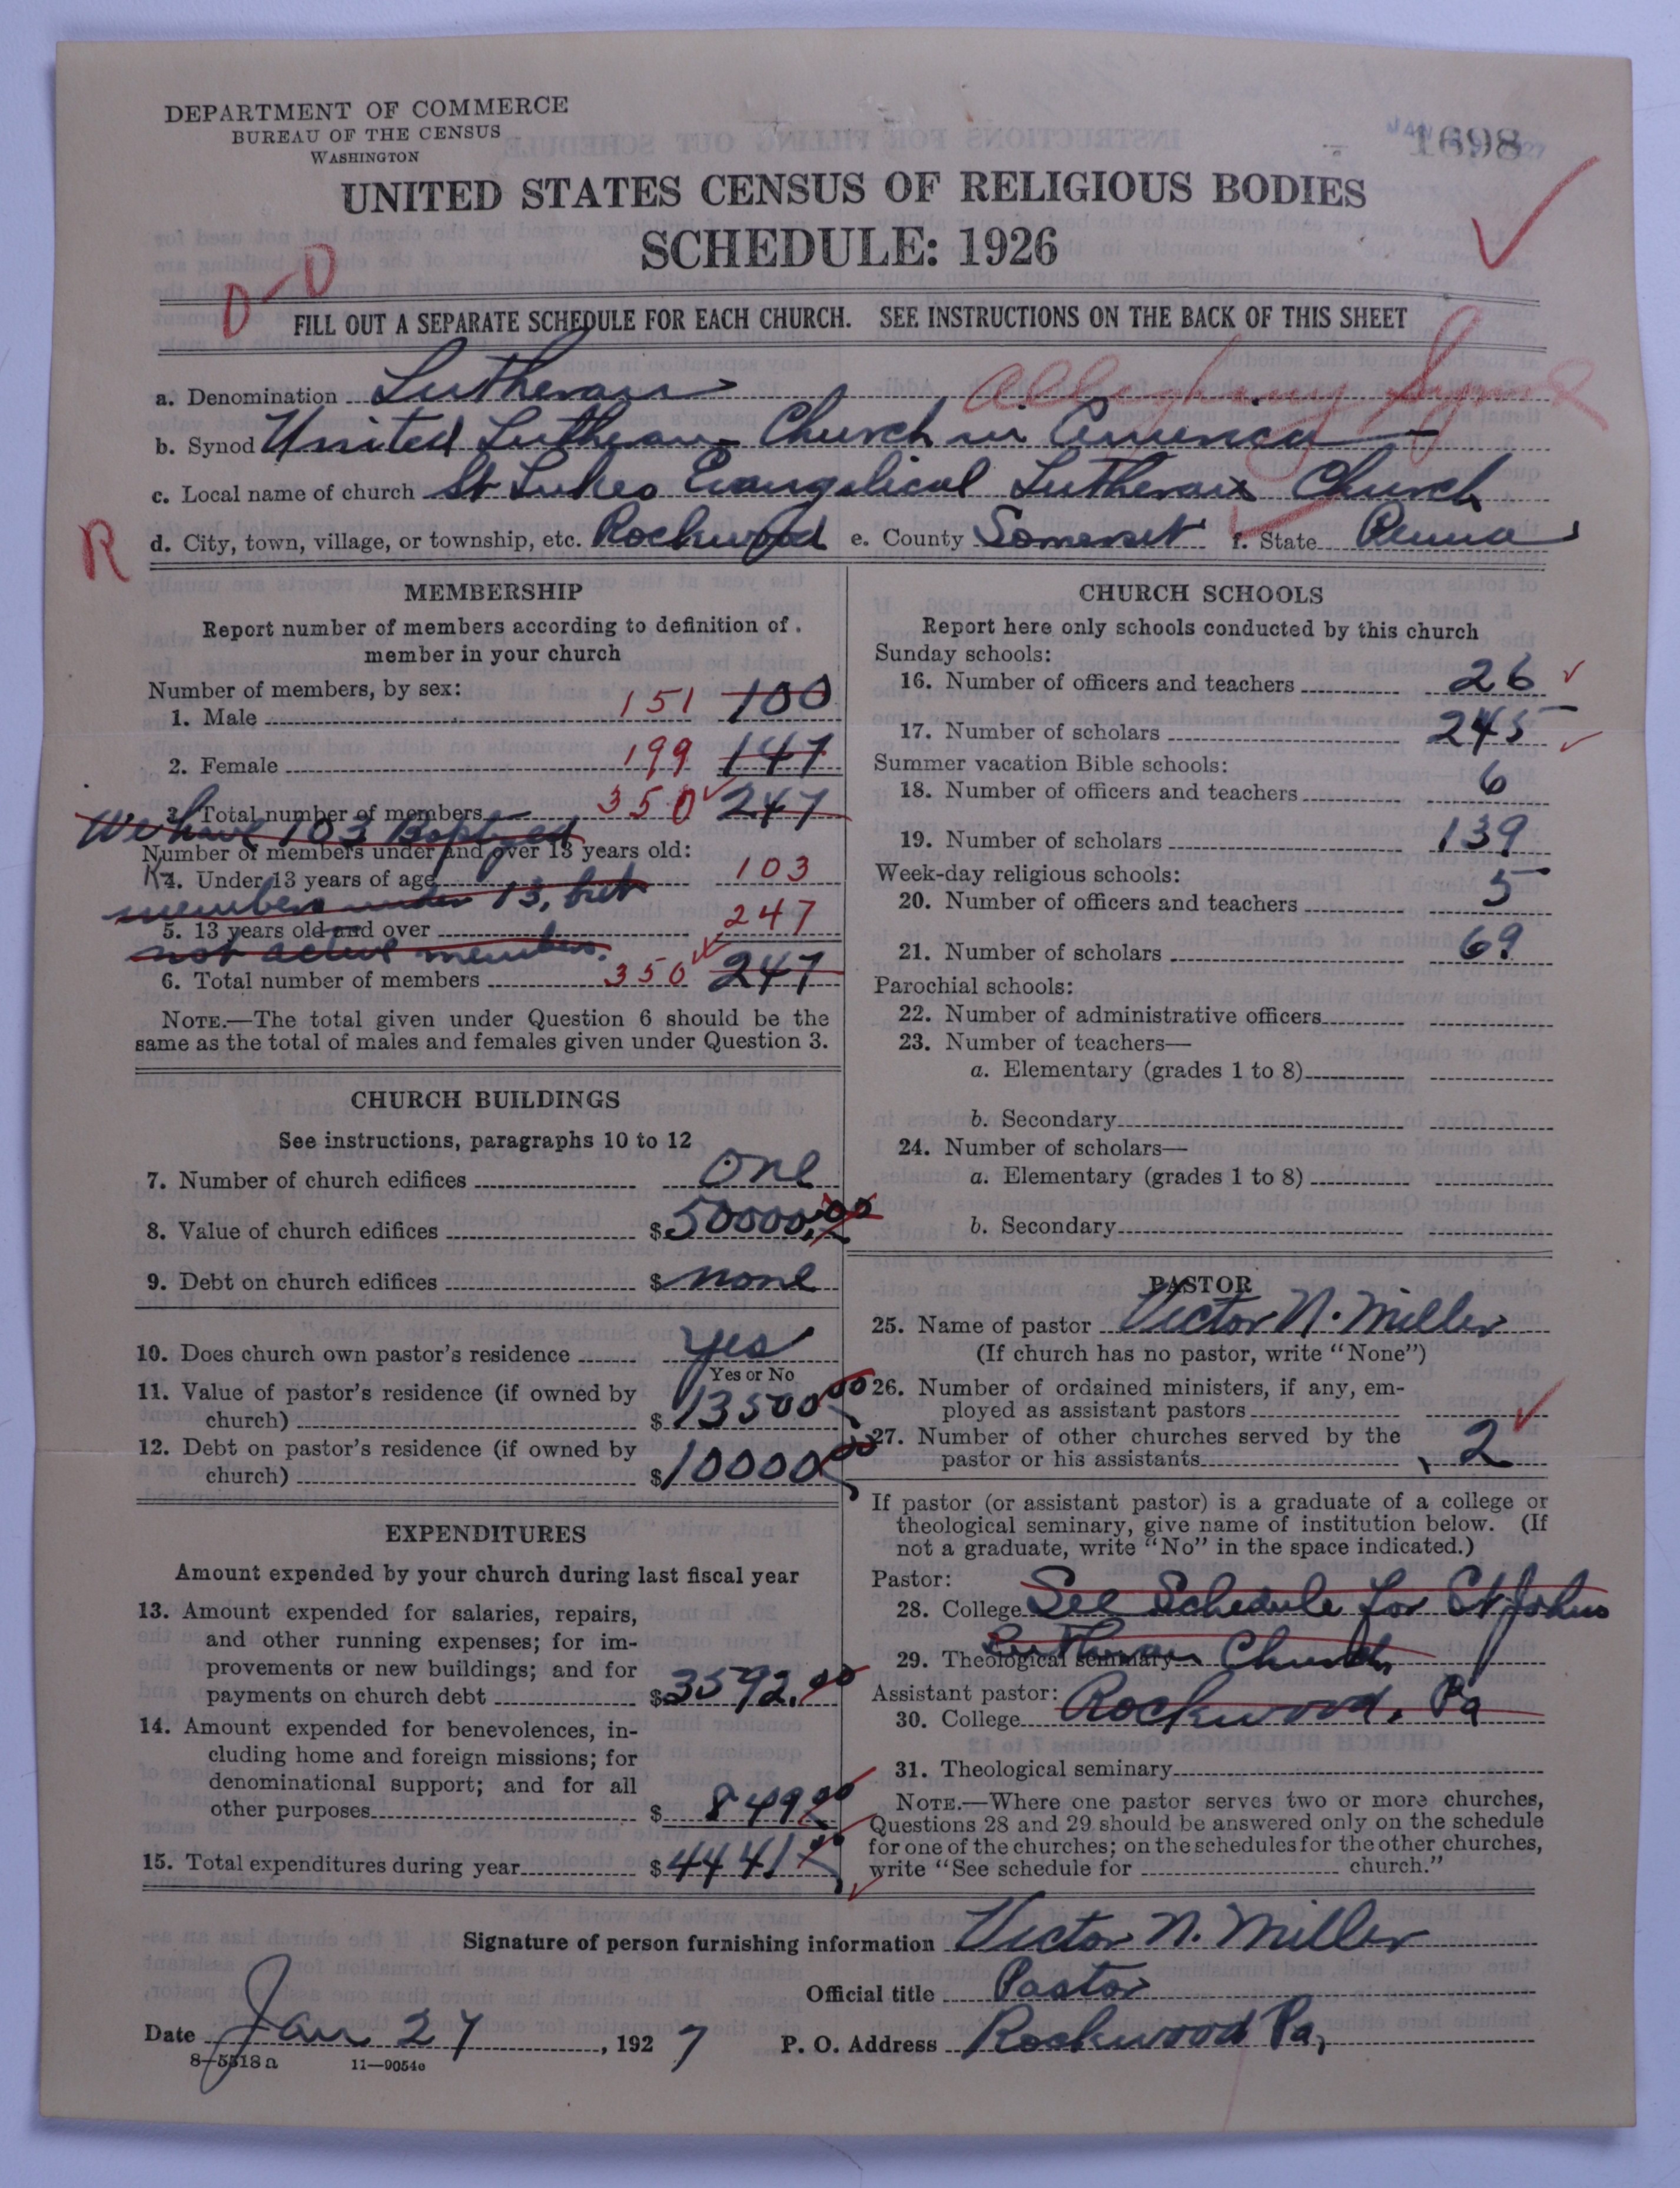 DEPARTMENT OF COMMERCE
BUREAU OF THE CENSUS
WASHINGTON
1698
UNITED STATES CENSUS OF RELIGIOUS BODIES
SCHEDULE: 1926
FILL OUT A SEPARATE SCHEDULE FOR EACH CHURCH. SEE INSTRUCTIONS ON THE BACK OF THIS SHEET
a. Denomination Lutheran Alleghany Synod
b. Synod United Lutheran Church in America
c. Local name of church St Lukes Evangelical Lutheran Church
R
d. City, town, village, or township, etc. Rockwood e. County Somerset f. State Penna
MEMBERSHIP
Report number of members according to definition of member in your church
Number of members, by sex:
1. Male 151 100
2. Female 199 147
3. Total number of members 350 247
We have 103 Baptized
Number of members under and over 13 years old:
4. Under 13 years of age 103
members under 13, but
5. 13 years old and over 247
not active members.
6. Total number of members 350 247
NOTE.—The total given under Question 6 should be the
same as the total of males and females given under Question 3.
CHURCH BUILDINGS
See instructions, paragraphs 10 to 12
7. Number of church edifices One
8. Value of church edifices $50000.00
9. Debt on church edifices $ none
10. Does church own pastor's residence yes
Yes or No
11. Value of pastor's residence (if owned by
church) $13500 00
12. Debt on pastor's residence (if owned by
church) $10000 00
EXPENDITURES
Amount expended by your church during last fiscal year
13. Amount expended for salaries, repairs,
and other running expenses; for im-
provements or new buildings; and for
payments on church debt $3592.00
14. Amount expended for benevolences, in-
cluding home and foreign missions; for
denominational support; and for all
other purposes $ 849 00
15. Total expenditures during year $4441 00
CHURCH SCHOOLS
Report here only schools conducted by this church
Sunday schools:
16. Number of officers and teachers 26
17. Number of scholars 245
Summer vacation Bible schools:
18. Number of officers and teachers 6
19. Number of scholars 139
Week-day religious schools:
20. Number of officers and teachers 5
21. Number of scholars 69
Parochial schools:
22. Number of administrative officers
23. Number of teachers—
a. Elementary (grades 1 to 8)
b. Secondary
24. Number of scholars—
a. Elementary (grades 1 to 8)
b. Secondary
PASTOR
25. Name of pastor Victor N. Miller
(If church has no pastor, write "None")
26. Number of ordained ministers, if any, em-
ployed as assistant pastors
27. Number of other churches served by the
pastor or his assistants 2
If pastor (or assistant pastor) is a graduate of a college or
theological seminary, give name of institution below. (If
not a graduate, write "No" in the space indicated.)
Pastor:
28. College See Schedule for St Johns
29. Theological seminary Lutheran Church,
Assistant pastor:
30. College Rockwood, Pa
31. Theological seminary
NOTE.—Where one pastor serves two or more churches,
Questions 28 and 29 should be answered only on the schedule
for one of the churches; on the schedules for the other churches,
write "See schedule for church."
Signature of person furnishing information Victor N. Miller
Official title Pastor
Date Jan 27, 1927 P. O. Address Rockwood Pa,
8—5518a 11—9054e